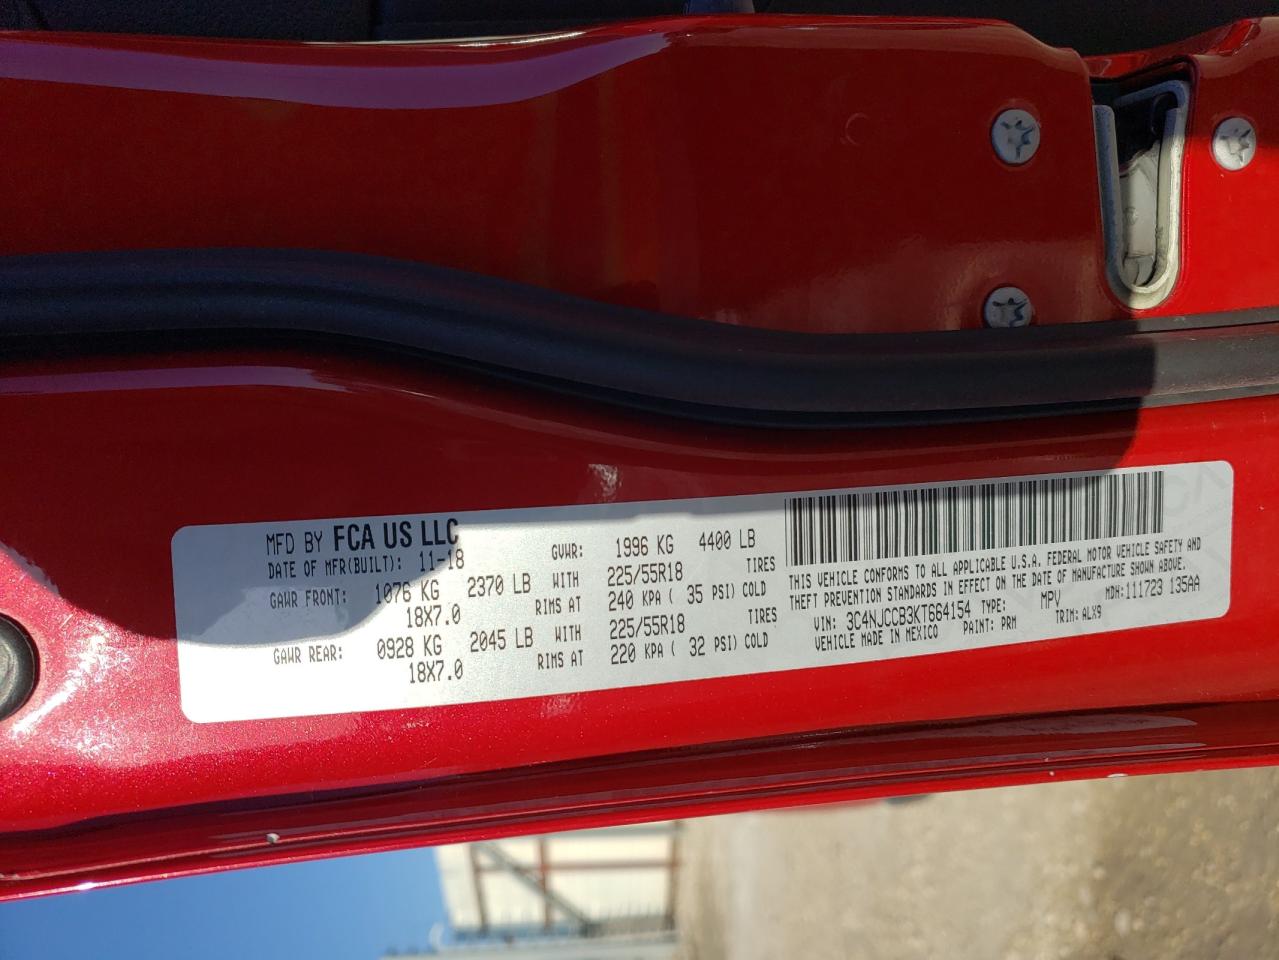 MFD BY FCA US LLC
DATE OF MFR(BUILT): 11-18 GVWR: 1996 KG 4400 LB
GAWR FRONT: 1076 KG 2370 LB WITH 225/55R18 TIRES
18X7.0 RIMS AT 240 KPA ( 35 PSI) COLD
GAWR REAR: 0928 KG 2045 LB WITH 225/55R18 TIRES
18X7.0 RIMS AT 220 KPA ( 32 PSI) COLD
THIS VEHICLE CONFORMS TO ALL APPLICABLE U.S.A. FEDERAL MOTOR VEHICLE SAFETY AND
THEFT PREVENTION STANDARDS IN EFFECT ON THE DATE OF MANUFACTURE SHOWN ABOVE.
VIN: 3C4NJCCB3KT664154 TYPE: MPV MDH:111723 135AA
VEHICLE MADE IN MEXICO PAINT: PRM TRIM: ALX9